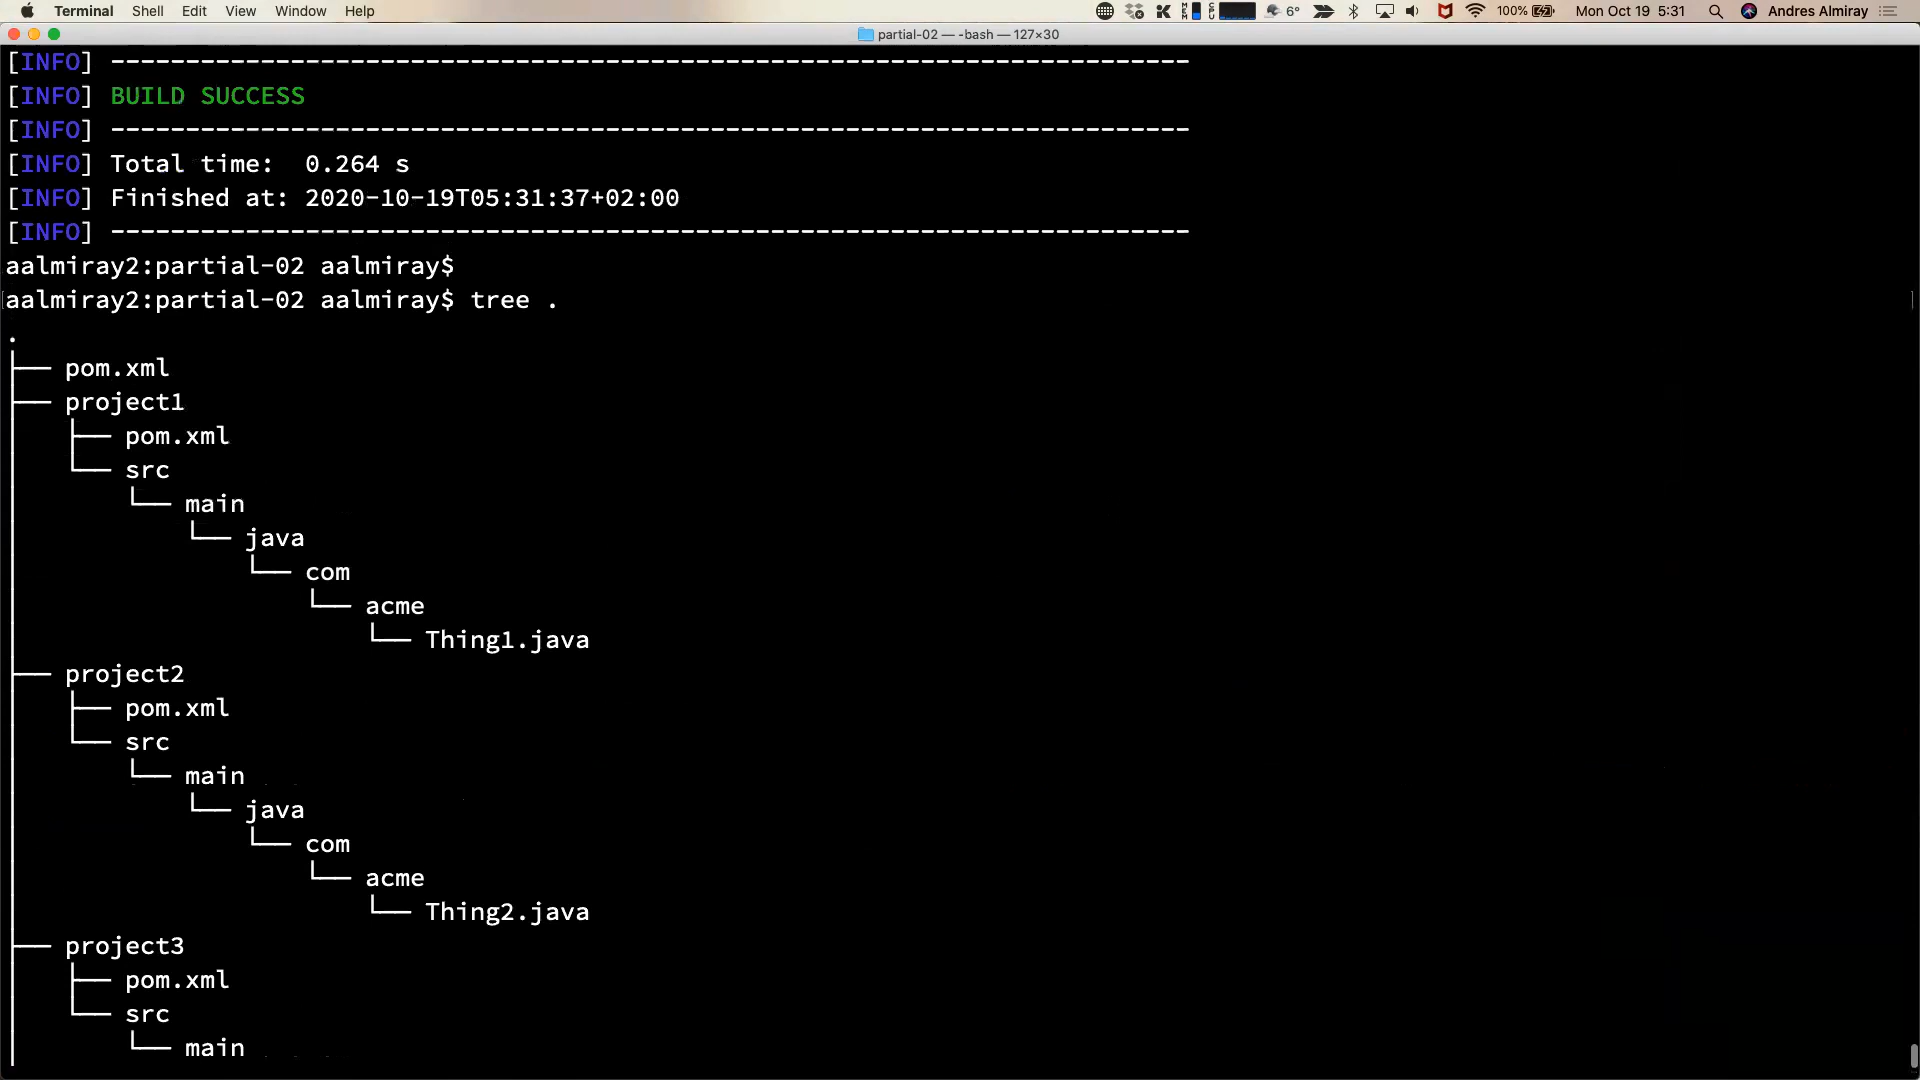 Terminal Shell Edit View Window Help 6° 100% Mon Oct 19 5:31 Andres Almiray
partial-02 — -bash — 127×30
[INFO] ------------------------------------------------------------------------
[INFO] BUILD SUCCESS
[INFO] ------------------------------------------------------------------------
[INFO] Total time:  0.264 s
[INFO] Finished at: 2020-10-19T05:31:37+02:00
[INFO] ------------------------------------------------------------------------
aalmiray2:partial-02 aalmiray$
aalmiray2:partial-02 aalmiray$ tree .
.
├── pom.xml
├── project1
│   ├── pom.xml
│   └── src
│       └── main
│           └── java
│               └── com
│                   └── acme
│                       └── Thing1.java
├── project2
│   ├── pom.xml
│   └── src
│       └── main
│           └── java
│               └── com
│                   └── acme
│                       └── Thing2.java
├── project3
│   ├── pom.xml
│   └── src
│       └── main